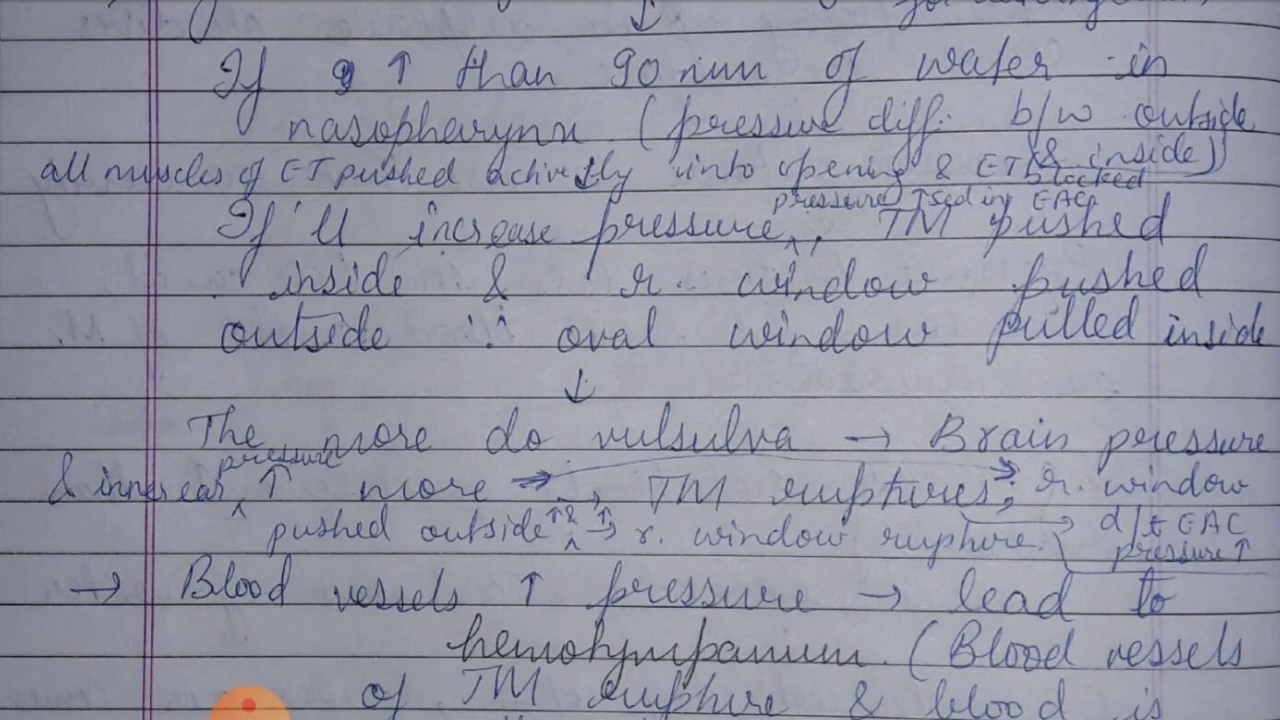 ↓
If ↑ than 90 mm of water in
nasopharynx (pressure diff. b/w outside
& inside)
all muscles of ET pushed actively into opening & ET blocked
pressure ↑sed in EAC
If U increase pressure, TM pushed
inside & r. window pushed
outside ∵ oval window pulled inside
↓
The more do vulsulva → Brain pressure
pressure
& inner ear ^ ↑ more → TM ruptures; r. window
pushed outside ↑& ↑ → r. window rupture. → d/t EAC
pressure ↑
→ Blood vessels ↑ pressure → lead to
hemotympanium. (Blood vessels
of TM rupture & blood is